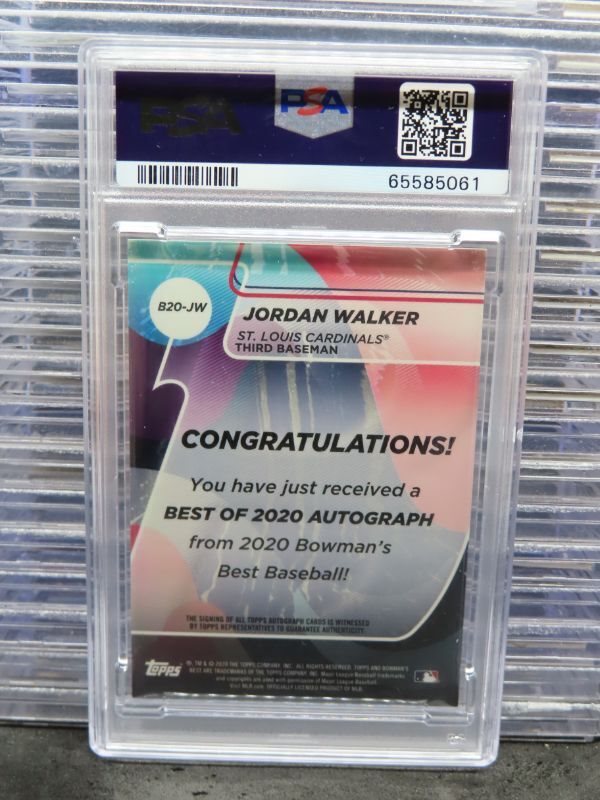 PSA
PSA
65585061
B20-JW
JORDAN WALKER
ST. LOUIS CARDINALS®
THIRD BASEMAN
CONGRATULATIONS!
You have just received a
BEST OF 2020 AUTOGRAPH
from 2020 Bowman's
Best Baseball!
THE SIGNING OF ALL TOPPS AUTOGRAPH CARDS IS WITNESSED
BY TOPPS REPRESENTATIVES TO GUARANTEE AUTHENTICITY.
topps
®, TM & © 2020 THE TOPPS COMPANY, INC. ALL RIGHTS RESERVED. TOPPS AND BOWMAN'S
BEST ARE TRADEMARKS OF THE TOPPS COMPANY, INC. Major League Baseball trademarks
and copyrights are used with permission of Major League Baseball.
Visit MLB.com. OFFICIALLY LICENSED PRODUCT OF MLB.